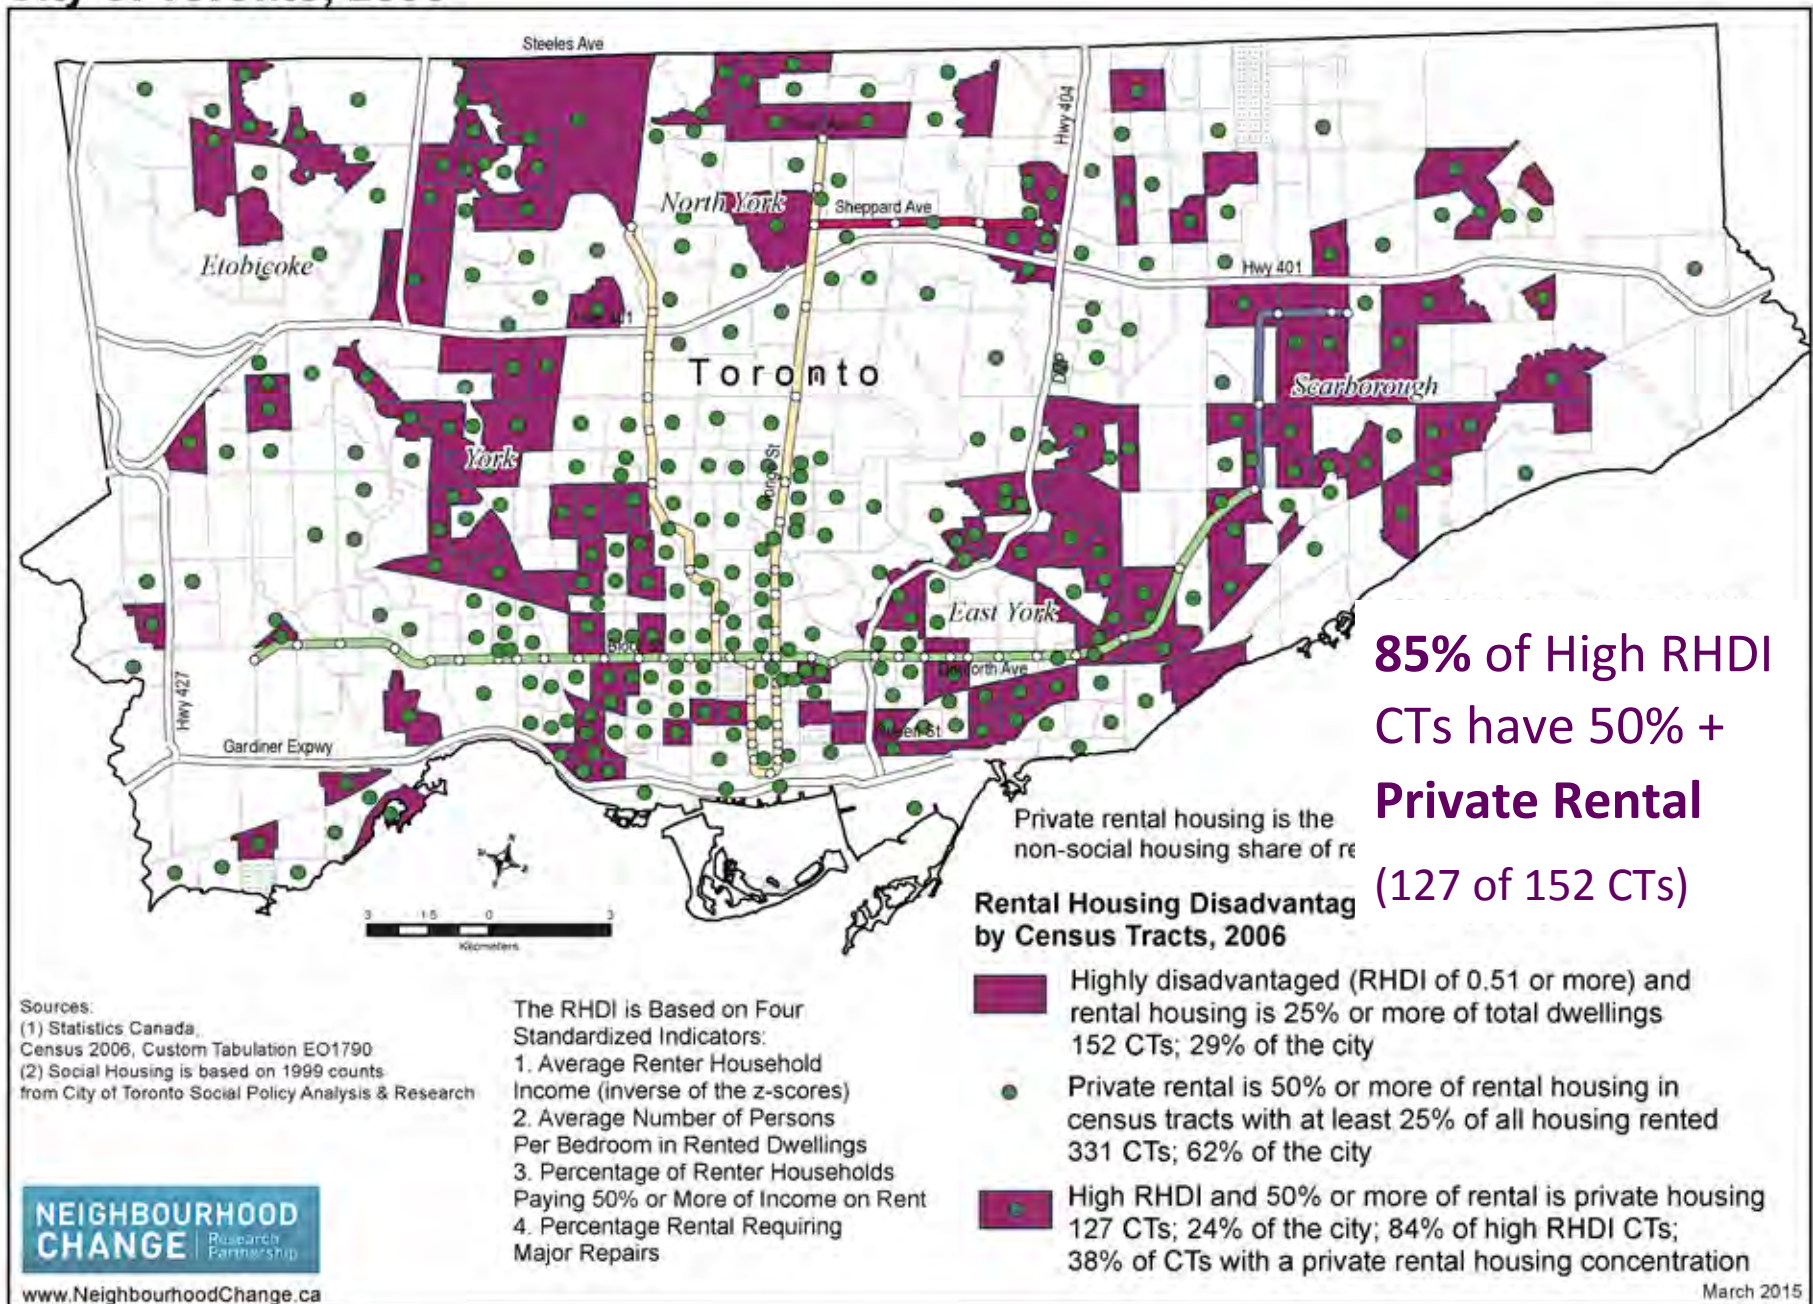 Steeles Ave
Hwy 404
North York
Sheppard Ave
Etobicoke
Hwy 401
Toronto
DVP
Scarborough
York
Yonge St
East York
Danforth Ave
Hwy 427
Gardiner Expwy
Queen St
85% of High RHDI
CTs have 50% +
Private Rental
(127 of 152 CTs)
Private rental housing is the
non-social housing share of
Rental Housing Disadvantag
by Census Tracts, 2006
3 1.5 0 3
Kilometers
Highly disadvantaged (RHDI of 0.51 or more) and
rental housing is 25% or more of total dwellings
152 CTs; 29% of the city
Private rental is 50% or more of rental housing in
census tracts with at least 25% of all housing rented
331 CTs; 62% of the city
High RHDI and 50% or more of rental is private housing
127 CTs; 24% of the city; 84% of high RHDI CTs;
38% of CTs with a private rental housing concentration
Sources:
(1) Statistics Canada,
Census 2006, Custom Tabulation EO1790
(2) Social Housing is based on 1999 counts
from City of Toronto Social Policy Analysis & Research
The RHDI is Based on Four
Standardized Indicators:
1. Average Renter Household
Income (inverse of the z-scores)
2. Average Number of Persons
Per Bedroom in Rented Dwellings
3. Percentage of Renter Households
Paying 50% or More of Income on Rent
4. Percentage Rental Requiring
Major Repairs
NEIGHBOURHOOD
CHANGE Research
Partnership
www.NeighbourhoodChange.ca
March 2015